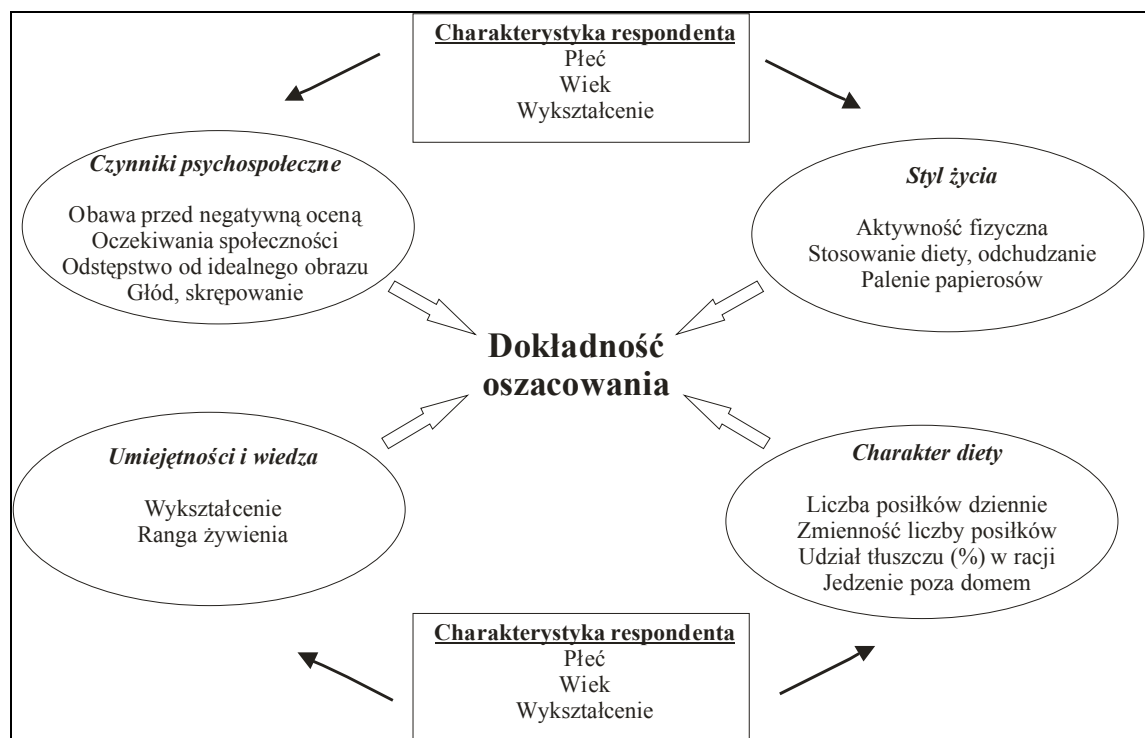 Charakterystyka respondenta
Płeć
Wiek
Wykształcenie
Czynniki psychospołeczne
Obawa przed negatywną oceną
Oczekiwania społeczności
Odstępstwo od idealnego obrazu
Głód, skrępowanie
Styl życia
Aktywność fizyczna
Stosowanie diety, odchudzanie
Palenie papierosów
Dokładność
oszacowania
Umiejętności i wiedza
Wykształcenie
Ranga żywienia
Charakter diety
Liczba posiłków dziennie
Zmienność liczby posiłków
Udział tłuszczu (%) w racji
Jedzenie poza domem
Charakterystyka respondenta
Płeć
Wiek
Wykształcenie